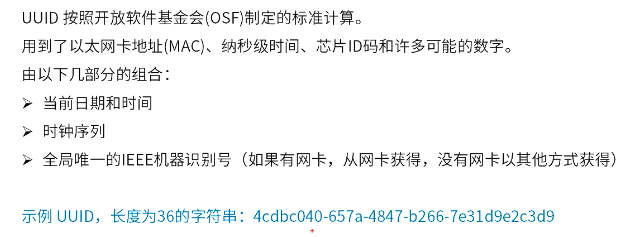 UUID 按照开放软件基金会(OSF)制定的标准计算。
用到了以太网卡地址(MAC)、纳秒级时间、芯片ID码和许多可能的数字。
由以下几部分的组合：
➢ 当前日期和时间
➢ 时钟序列
➢ 全局唯一的IEEE机器识别号（如果有网卡，从网卡获得，没有网卡以其他方式获得）
示例 UUID，长度为36的字符串：4cdbc040-657a-4847-b266-7e31d9e2c3d9